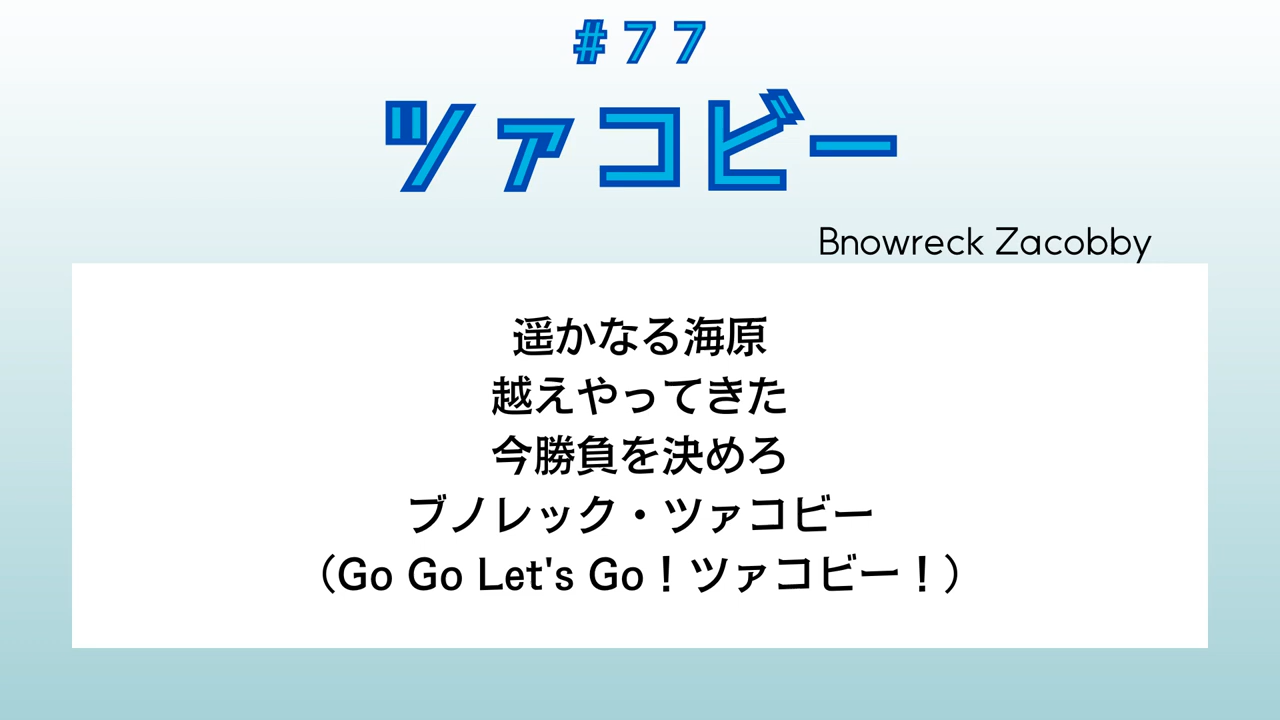 #77
ツァコビー
Bnowreck Zacobby
遥かなる海原
越えやってきた
今勝負を決めろ
ブノレック・ツァコビー
（Go Go Let's Go！ツァコビー！）